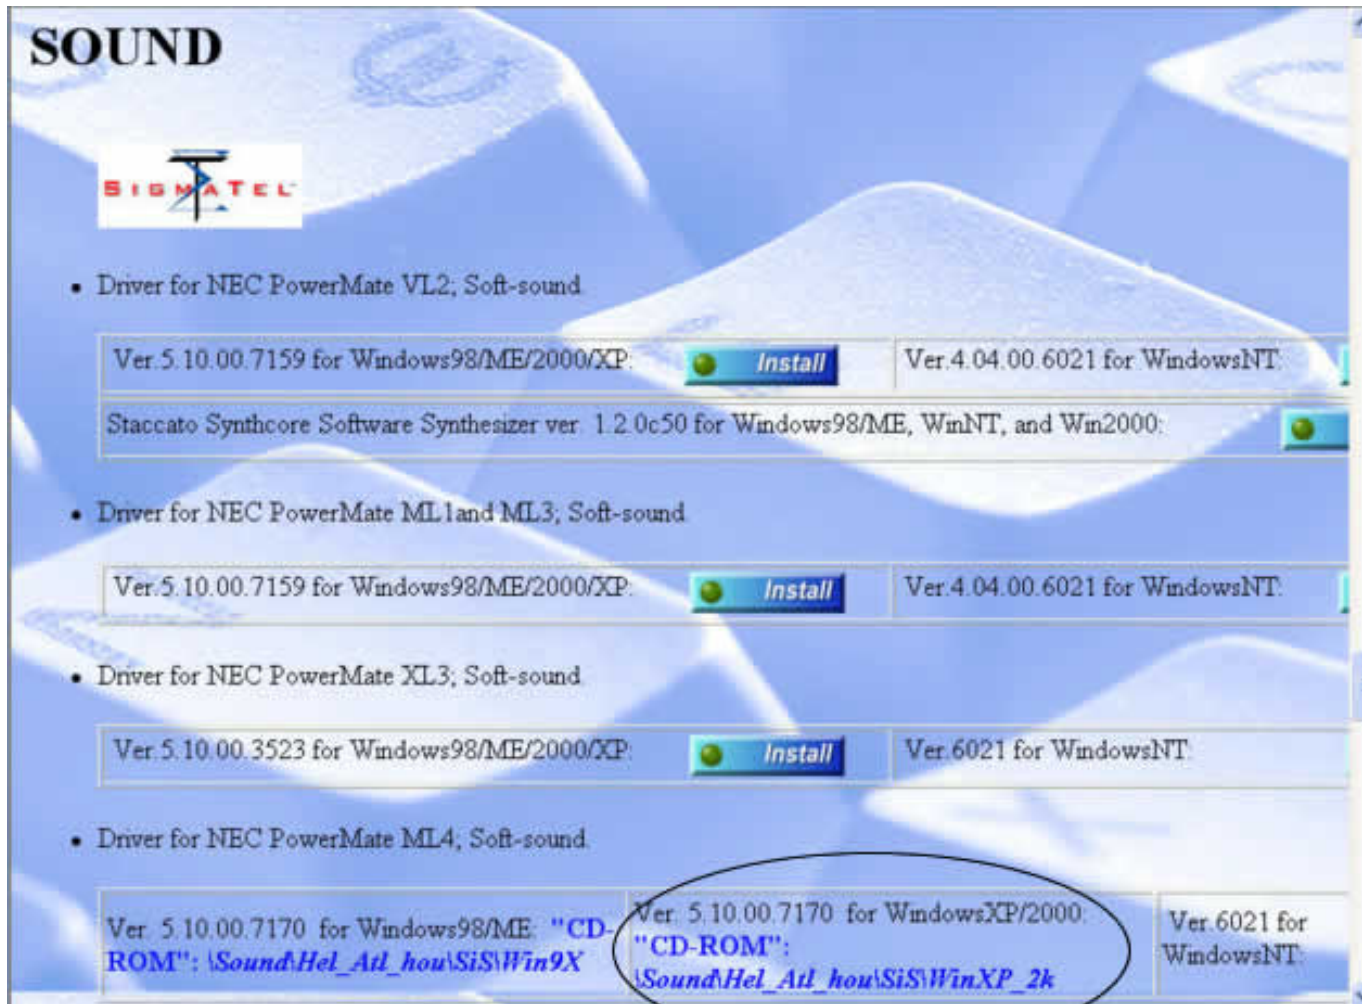 SOUND
SIGMATEL
Driver for NEC PowerMate VL2; Soft-sound.
Ver.5.10.00.7159 for Windows98/ME/2000/XP: Install Ver.4.04.00.6021 for WindowsNT:
Staccato Synthcore Software Synthesizer ver. 1.2.0c50 for Windows98/ME, WinNT, and Win2000:
Driver for NEC PowerMate ML1and ML3; Soft-sound.
Ver.5.10.00.7159 for Windows98/ME/2000/XP: Install Ver.4.04.00.6021 for WindowsNT:
Driver for NEC PowerMate XL3; Soft-sound.
Ver.5.10.00.3523 for Windows98/ME/2000/XP: Install Ver.6021 for WindowsNT:
Driver for NEC PowerMate ML4; Soft-sound.
Ver. 5.10.00.7170 for Windows98/ME: "CD-
ROM": \Sound\Hel_Atl_hou\SiS\Win9X
Ver. 5.10.00.7170 for WindowsXP/2000:
"CD-ROM":
\Sound\Hel_Atl_hou\SiS\WinXP_2k
Ver.6021 for
WindowsNT: